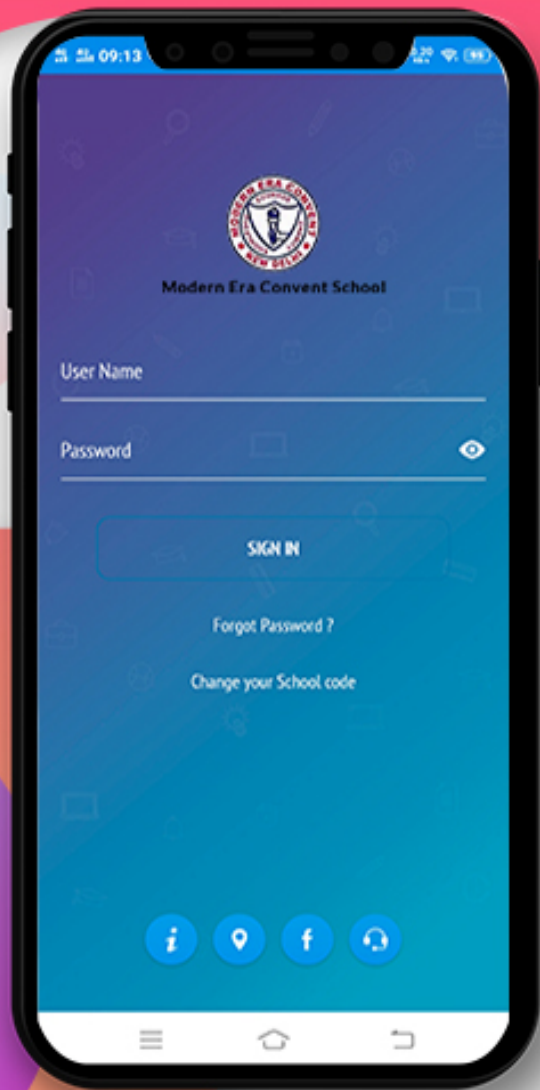 09:13
MODERN ERA CONVENT
NEW DELHI
Modern Era Convent School
User Name
Password
SIGN IN
Forgot Password ?
Change your School code